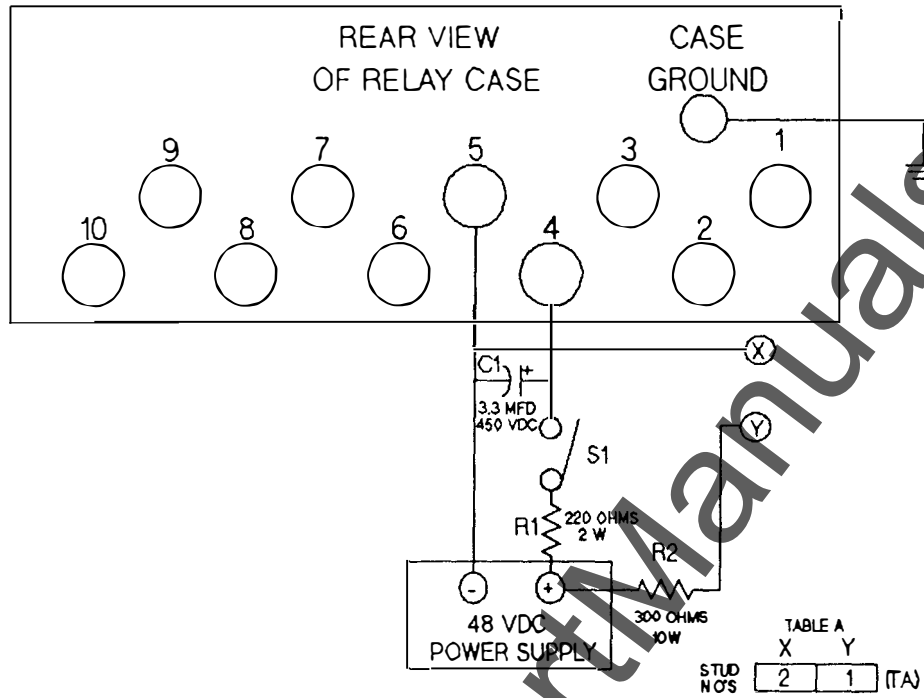 REAR VIEW
OF RELAY CASE
CASE
GROUND
9
7
5
3
1
10
8
6
4
2
X
C1
+
3.3 MFD
450 VDC
Y
S1
R1
220 OHMS
2 W
R2
- +
300 OHMS
10W
48 VDC
POWER SUPPLY
TABLE A
X Y
STUD
NO'S
2 1 (TA)